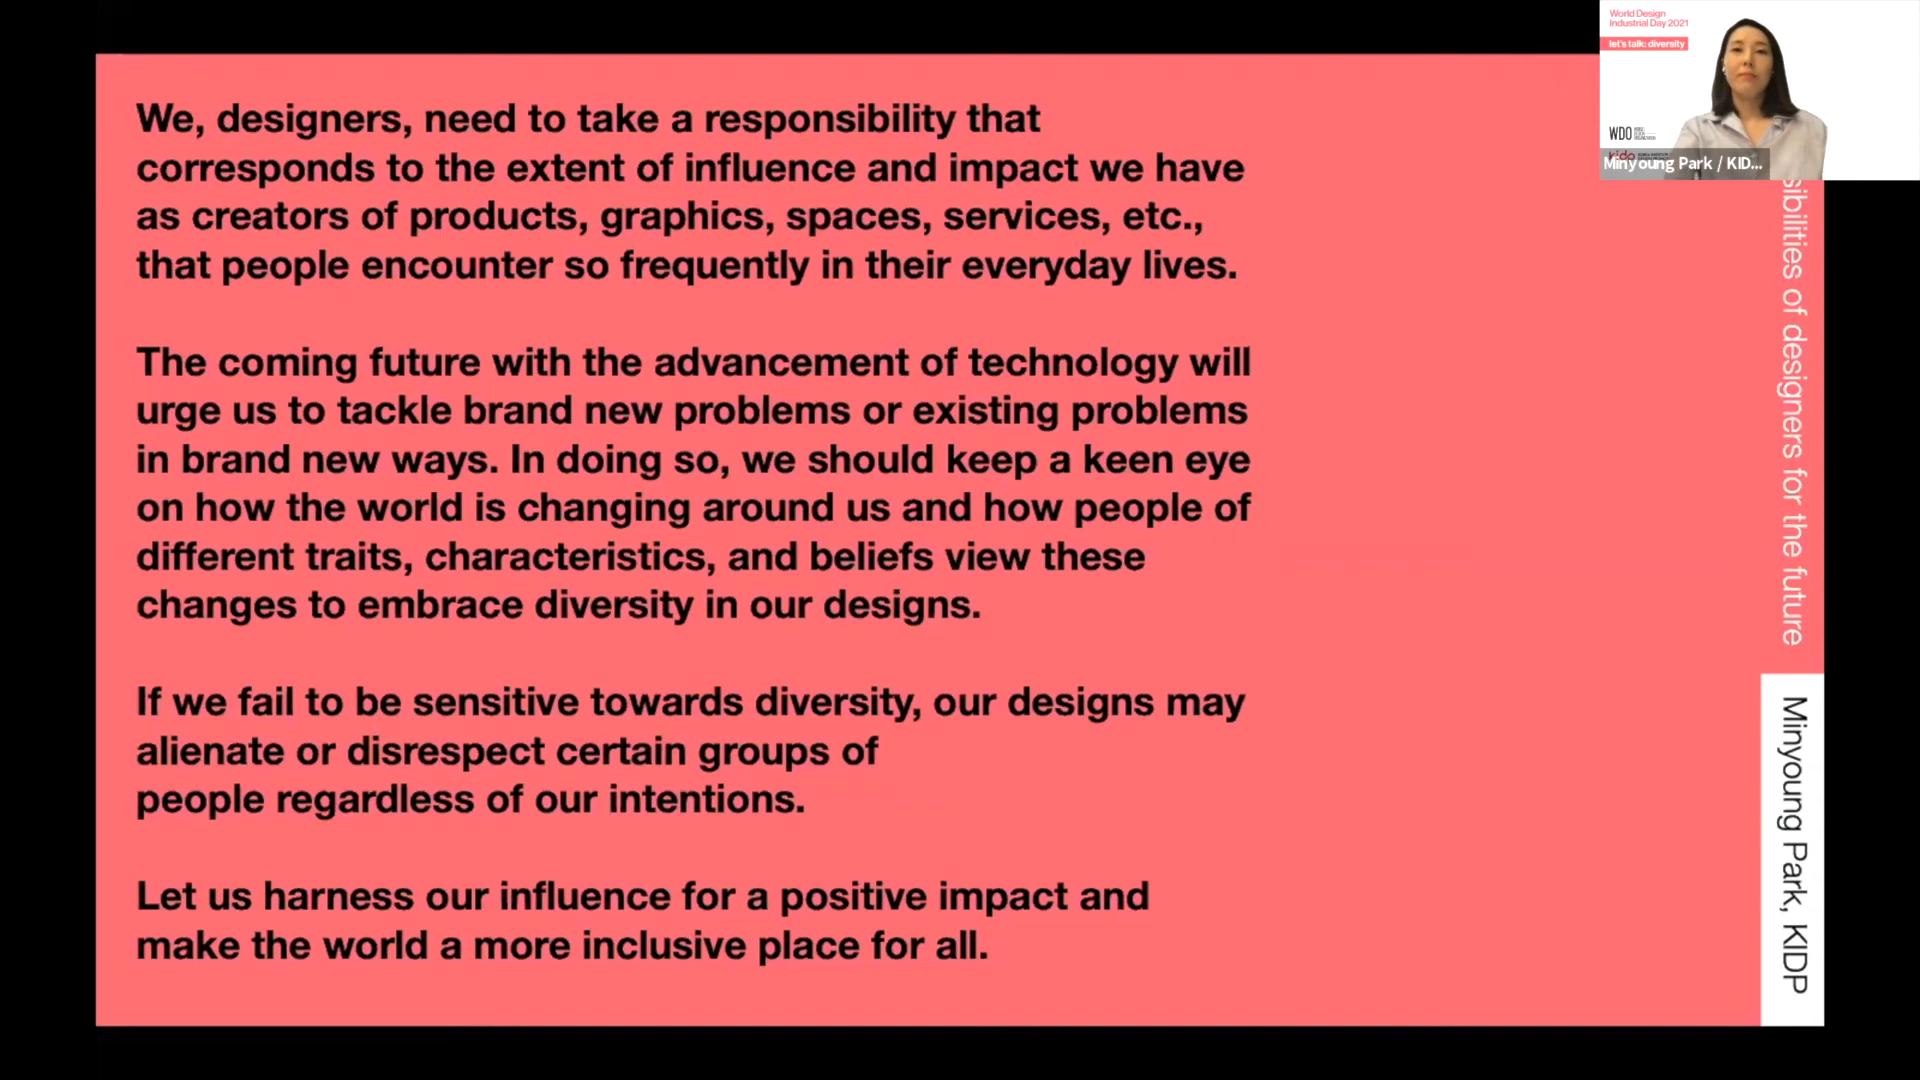 We, designers, need to take a responsibility that
corresponds to the extent of influence and impact we have
as creators of products, graphics, spaces, services, etc.,
that people encounter so frequently in their everyday lives.
The coming future with the advancement of technology will
urge us to tackle brand new problems or existing problems
in brand new ways. In doing so, we should keep a keen eye
on how the world is changing around us and how people of
different traits, characteristics, and beliefs view these
changes to embrace diversity in our designs.
If we fail to be sensitive towards diversity, our designs may
alienate or disrespect certain groups of
people regardless of our intentions.
Let us harness our influence for a positive impact and
make the world a more inclusive place for all.
World Design
Industrial Day 2021
let's talk: diversity
WDO
Minyoung Park / KID...
sibilities of designers for the future
Minyoung Park, KIDP